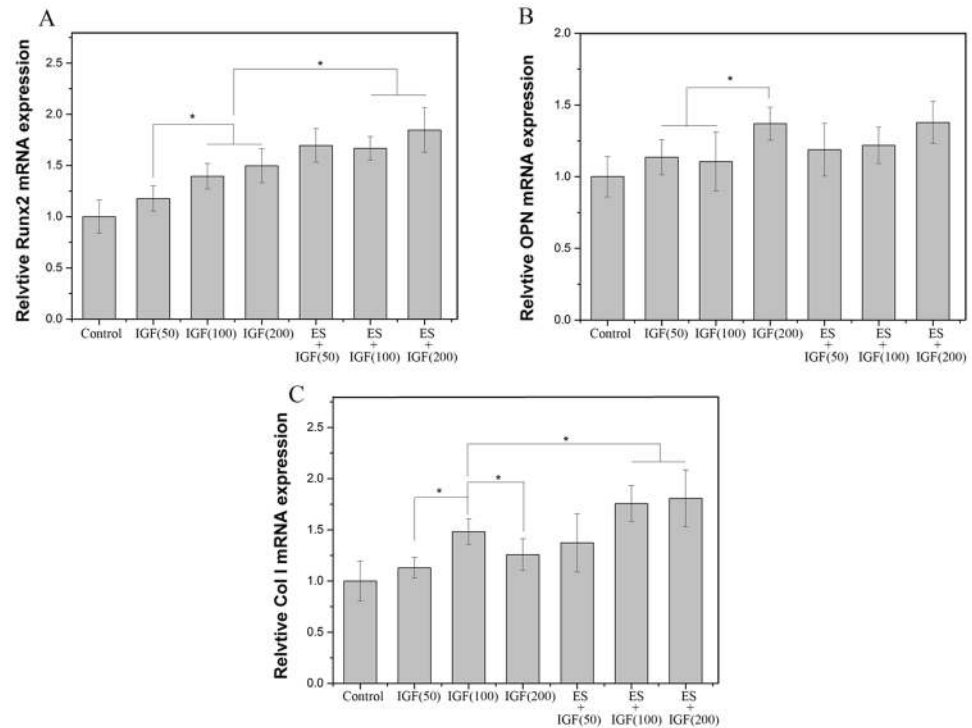 A
Relvtive Runx2 mRNA expression
2.5
2.0
1.5
1.0
0.5
0.0
*
*
Control IGF(50) IGF(100) IGF(200) ES + IGF(50) ES + IGF(100) ES + IGF(200)
B
Relvtive OPN mRNA expression
2.0
1.5
1.0
0.5
0.0
*
Control IGF(50) IGF(100) IGF(200) ES + IGF(50) ES + IGF(100) ES + IGF(200)
C
Relvtive Col I mRNA expression
2.5
2.0
1.5
1.0
0.5
0.0
*
*
*
Control IGF(50) IGF(100) IGF(200) ES + IGF(50) ES + IGF(100) ES + IGF(200)